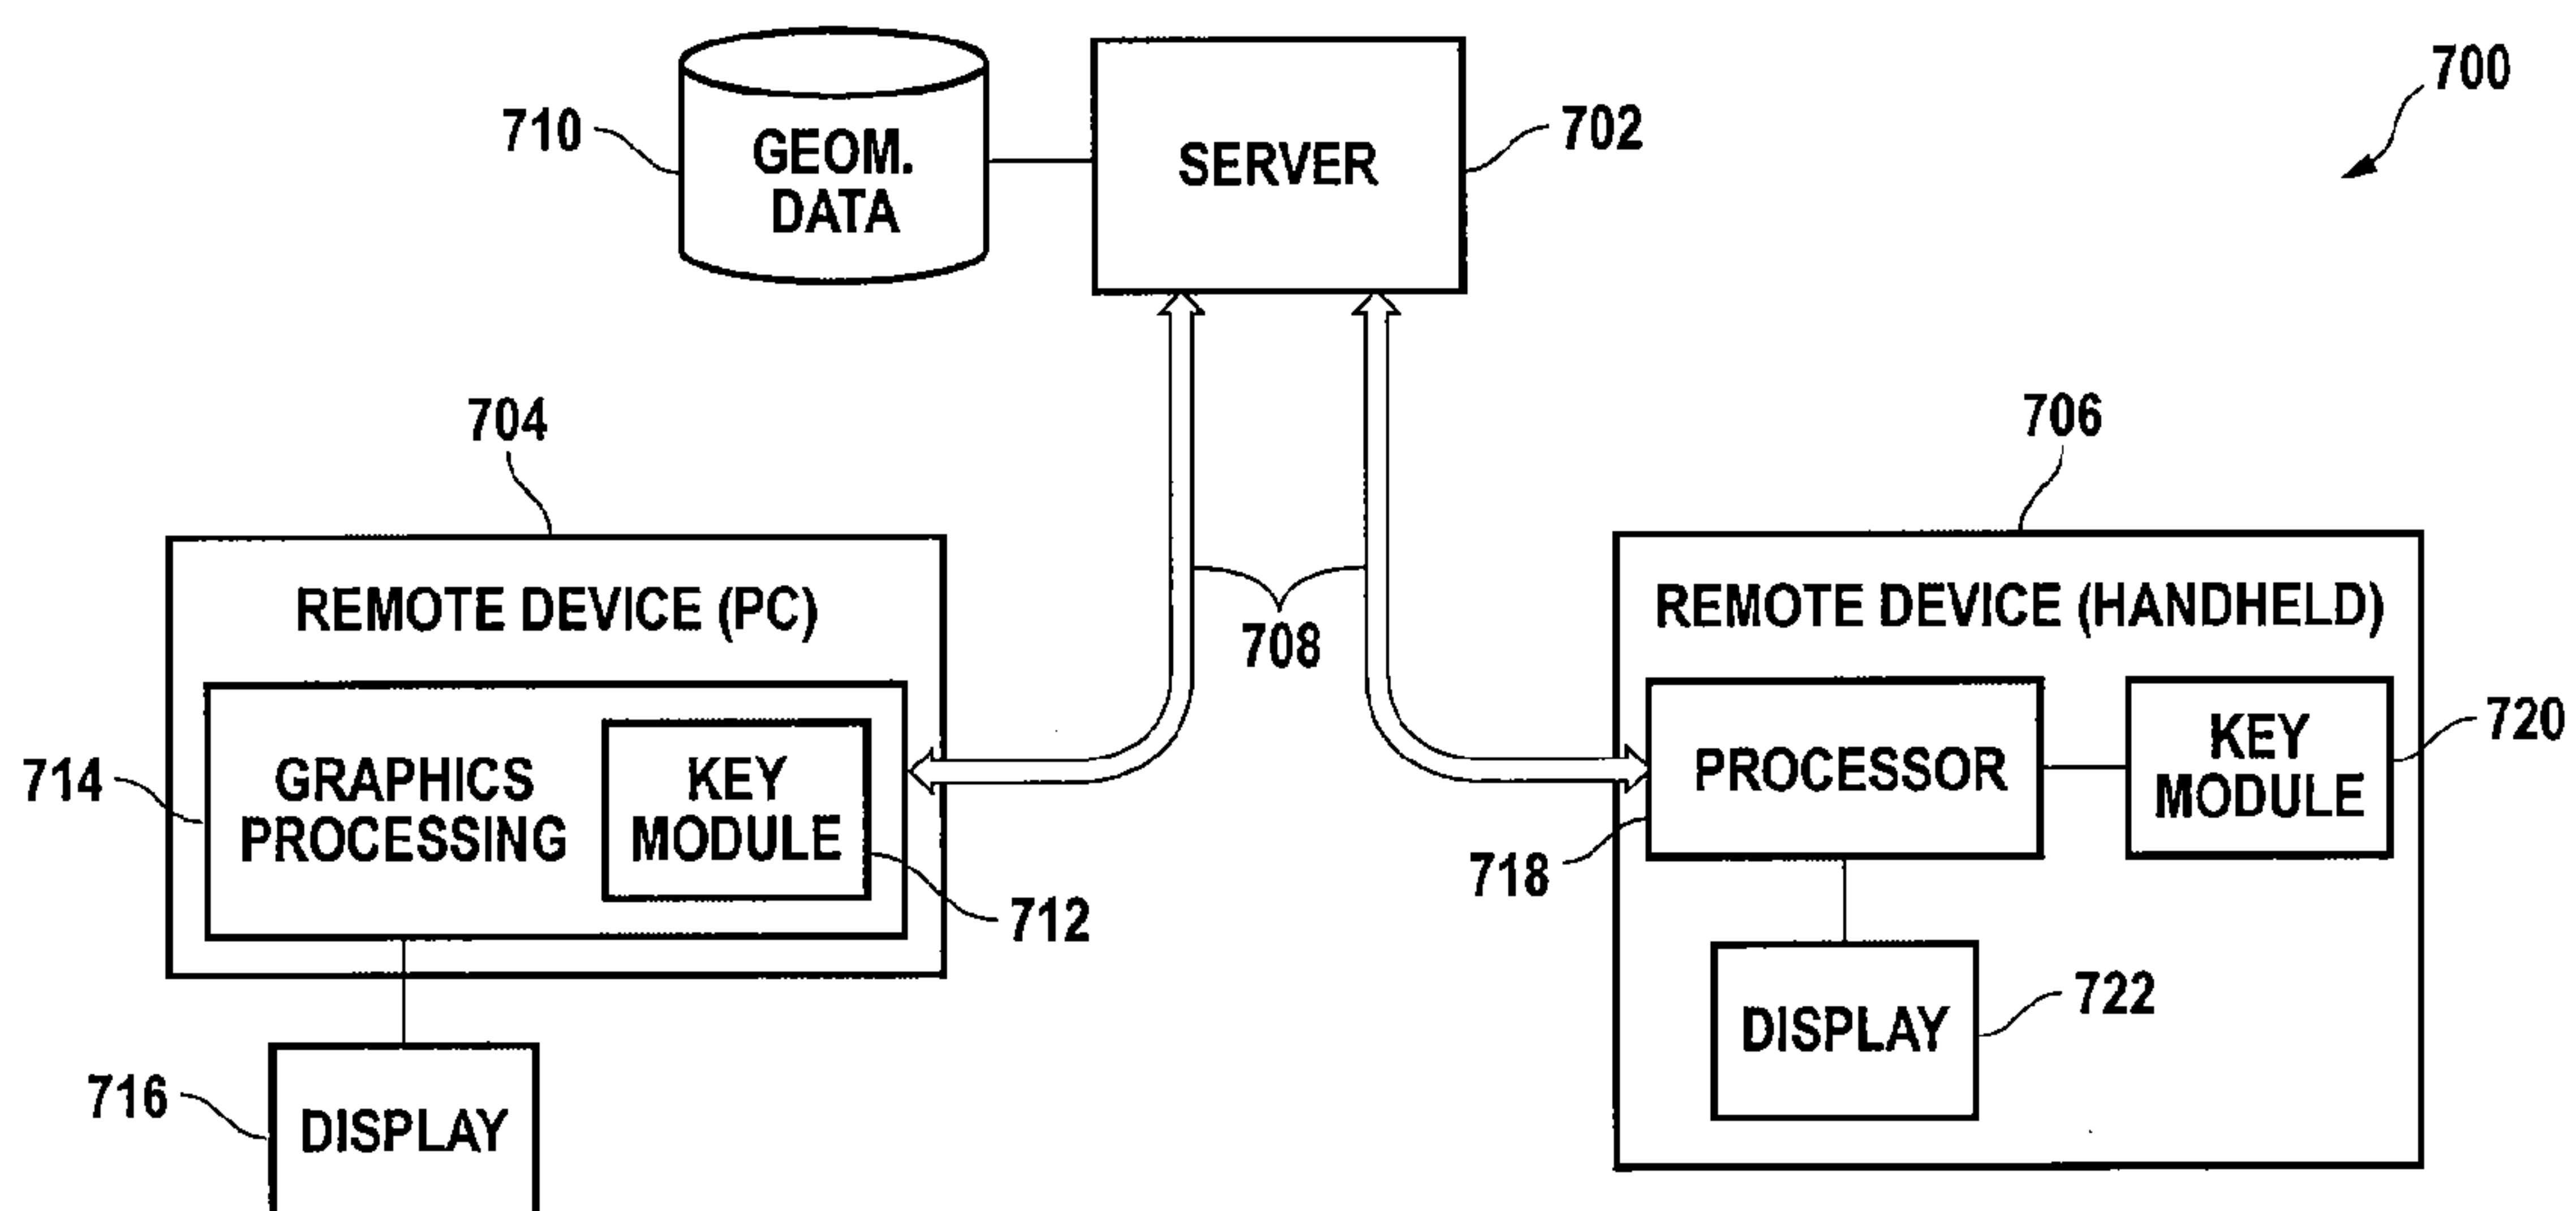 700
710
GEOM.
DATA
SERVER
702
704
706
REMOTE DEVICE (PC)
REMOTE DEVICE (HANDHELD)
708
714
GRAPHICS
PROCESSING
KEY
MODULE
712
PROCESSOR
718
KEY
MODULE
720
716
DISPLAY
DISPLAY
722